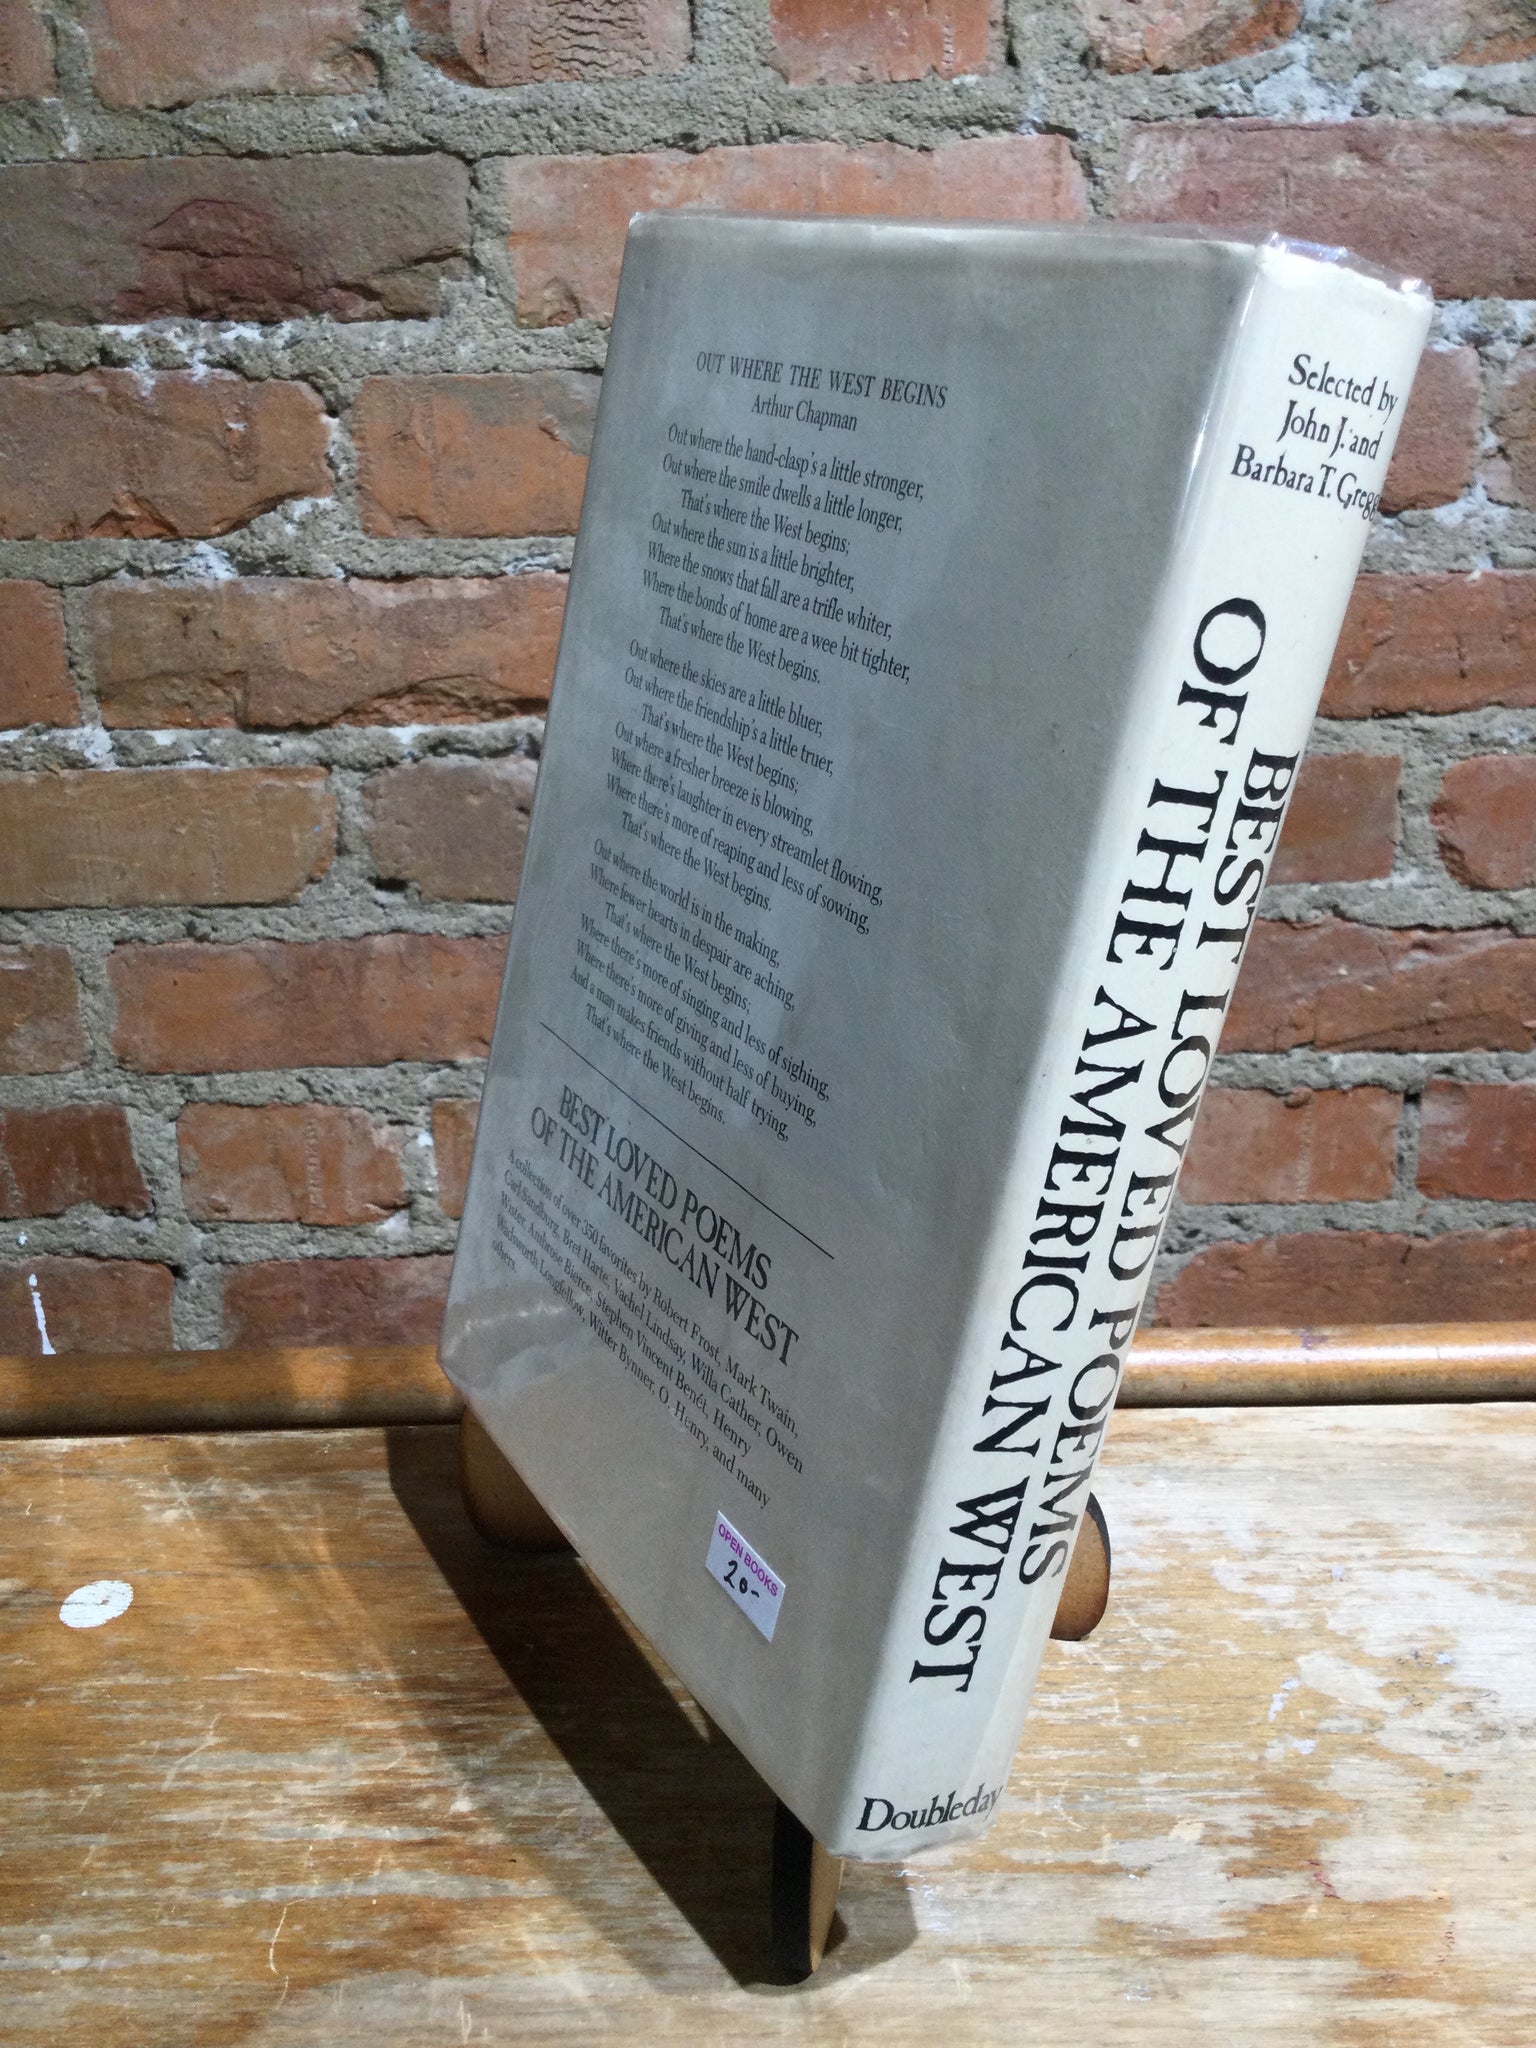 OUT WHERE THE WEST BEGINS
Arthur Chapman
Out where the hand-clasp's a little stronger,
Out where the smile dwells a little longer,
That's where the West begins;
Out where the sun is a little brighter,
Where the snows that fall are a trifle whiter,
Where the bonds of home are a wee bit tighter,
That's where the West begins.
Out where the skies are a little bluer,
Out where the friendship's a little truer,
That's where the West begins;
Out where a fresher breeze is blowing,
Where there's laughter in every streamlet flowing,
Where there's more of reaping and less of sowing,
That's where the West begins.
Out where the world is in the making,
Where fewer hearts in despair are aching,
That's where the West begins;
Where there's more of singing and less of sighing,
Where there's more of giving and less of buying,
And a man makes friends without half trying,
That's where the West begins.
BEST LOVED POEMS
OF THE AMERICAN WEST
A collection of over 350 favorites by Robert Frost, Mark Twain,
Carl Sandburg, Bret Harte, Vachel Lindsay, Willa Cather, Owen
Wister, Ambrose Bierce, Stephen Vincent Benét, Henry
Wadsworth Longfellow, Witter Bynner, O. Henry, and many
others.
OPEN BOOKS
20-
Selected by
John J. and
Barbara T. Gregg
BEST LOVED POEMS
OF THE AMERICAN WEST
Doubleday